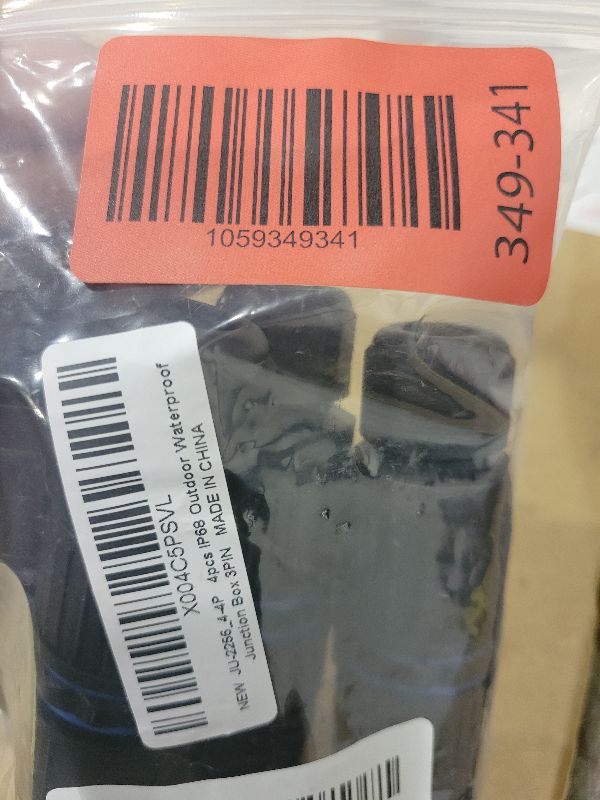 1059349341
349-341
X004C5PSVL
NEW JU-2256_4-4P 4pcs IP68 Outdoor Waterproof
Junction Box 3PIN MADE IN CHINA